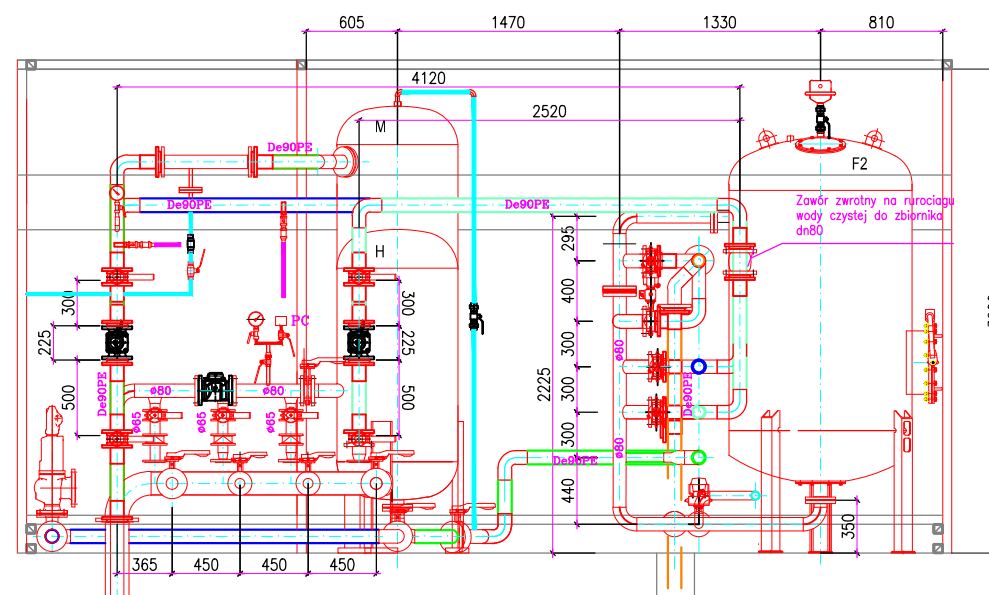 605
1470
1330
810
4120
2520
M
De90PE
F2
De90PE
De90PE
Zawór zwrotny na rurociągu
wody czystej do zbiornika
dn80
295
H
400
300
300
225
225
PC
300
ø80
2225
500
De90PE
ø80
ø80
500
300
De90PE
ø65
ø65
ø65
300
ø80
De90PE
440
350
365
450
450
450